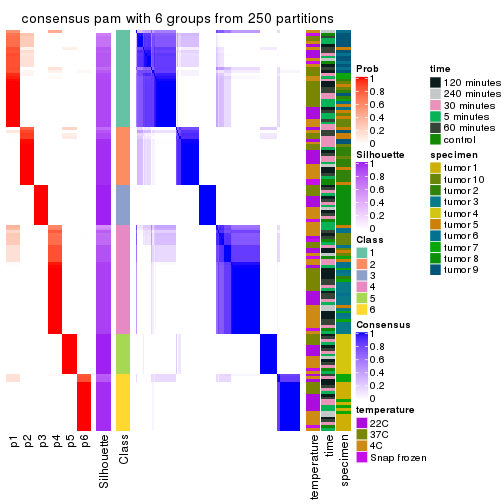 consensus pam with 6 groups from 250 partitions
Prob
1
0.8
0.6
0.4
0.2
0
Silhouette
1
0.8
0.6
0.4
0.2
0
Class
1
2
3
4
5
6
Consensus
1
0.8
0.6
0.4
0.2
0
temperature
22C
37C
4C
Snap frozen
time
120 minutes
240 minutes
30 minutes
5 minutes
60 minutes
control
specimen
tumor 1
tumor 10
tumor 2
tumor 3
tumor 4
tumor 5
tumor 6
tumor 7
tumor 8
tumor 9
p1
p2
p3
p4
p5
p6
Silhouette
Class
temperature
time
specimen